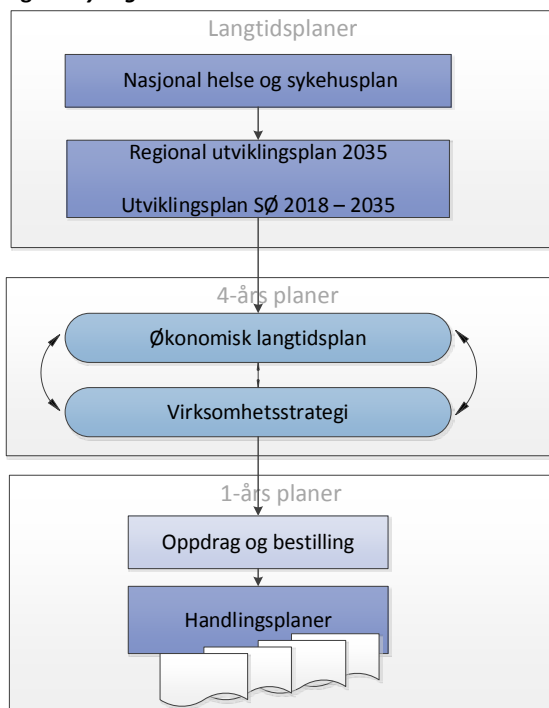 Langtidsplaner
Nasjonal helse og sykehusplan
Regional utviklingsplan 2035
Utviklingsplan SØ 2018 – 2035
4-års planer
Økonomisk langtidsplan
Virksomhetsstrategi
1-års planer
Oppdrag og bestilling
Handlingsplaner